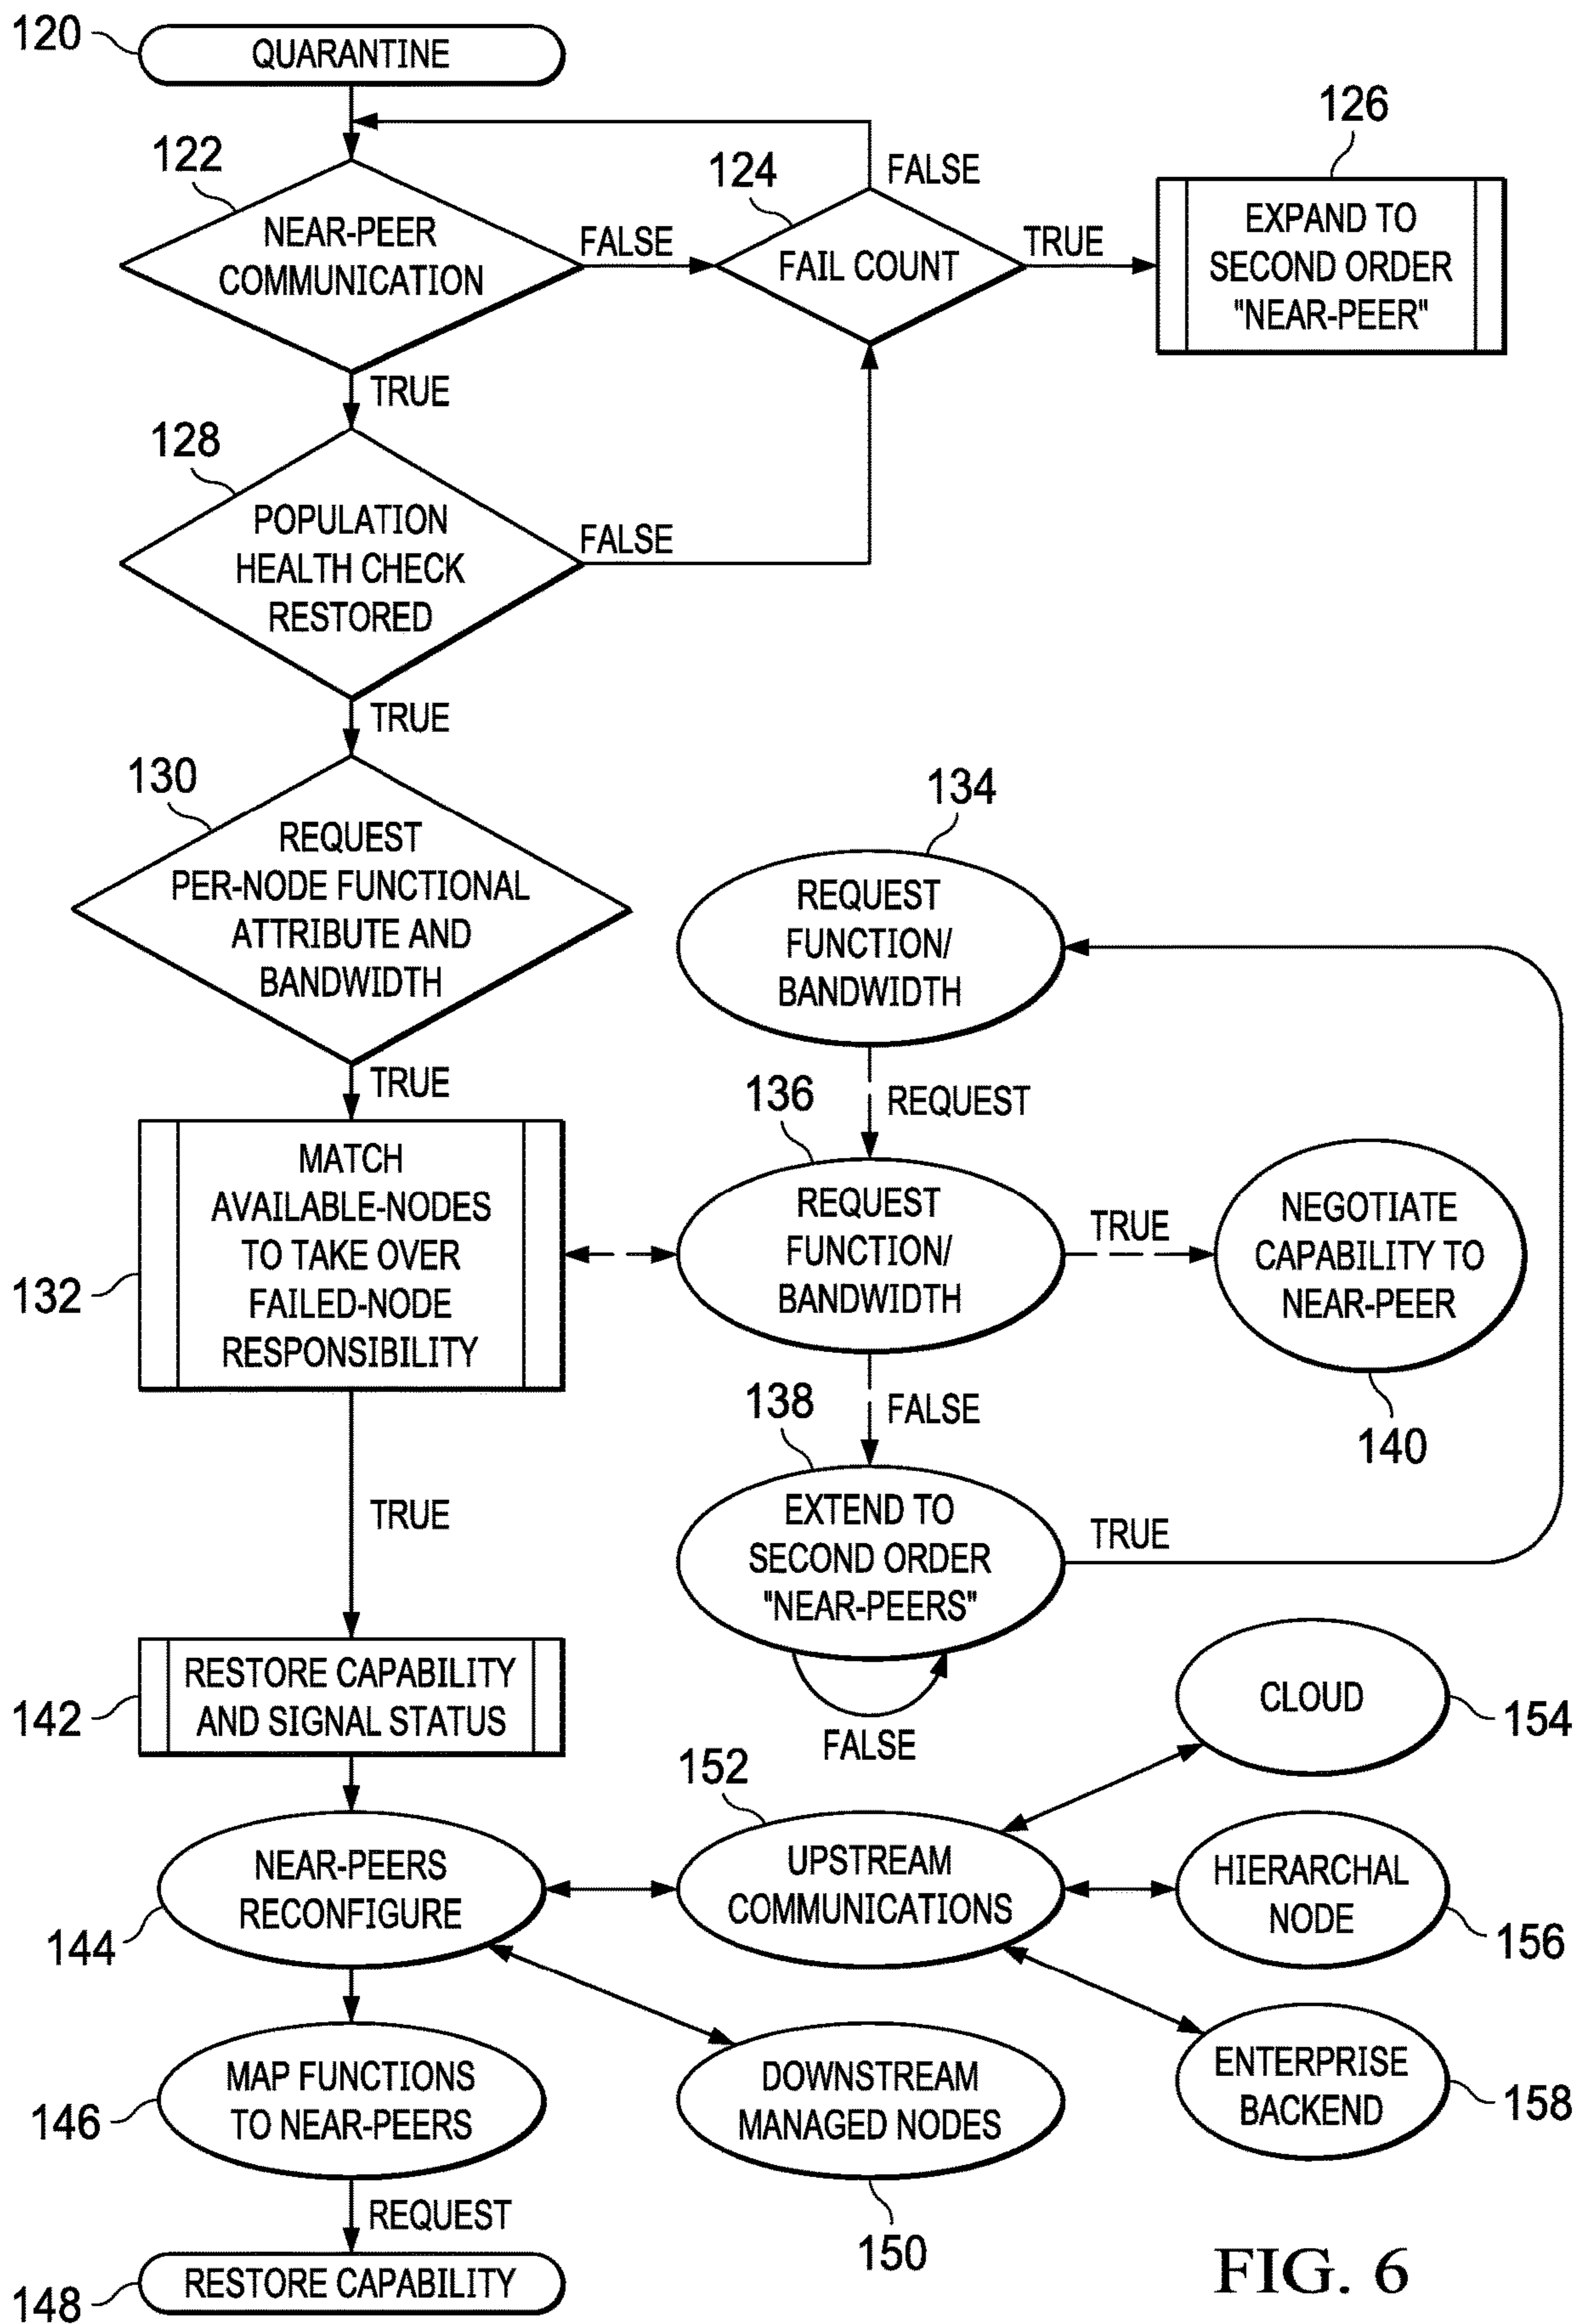 120
QUARANTINE
122
NEAR-PEER
COMMUNICATION
FALSE
TRUE
124
FAIL COUNT
FALSE
TRUE
126
EXPAND TO
SECOND ORDER
"NEAR-PEER"
128
POPULATION
HEALTH CHECK
RESTORED
FALSE
TRUE
130
REQUEST
PER-NODE FUNCTIONAL
ATTRIBUTE AND
BANDWIDTH
TRUE
132
MATCH
AVAILABLE-NODES
TO TAKE OVER
FAILED-NODE
RESPONSIBILITY
TRUE
134
REQUEST
FUNCTION/
BANDWIDTH
REQUEST
136
REQUEST
FUNCTION/
BANDWIDTH
TRUE
FALSE
NEGOTIATE
CAPABILITY TO
NEAR-PEER
140
138
EXTEND TO
SECOND ORDER
"NEAR-PEERS"
TRUE
FALSE
142
RESTORE CAPABILITY
AND SIGNAL STATUS
144
NEAR-PEERS
RECONFIGURE
152
UPSTREAM
COMMUNICATIONS
CLOUD
154
HIERARCHAL
NODE
156
ENTERPRISE
BACKEND
158
146
MAP FUNCTIONS
TO NEAR-PEERS
REQUEST
DOWNSTREAM
MANAGED NODES
150
148
RESTORE CAPABILITY
FIG. 6